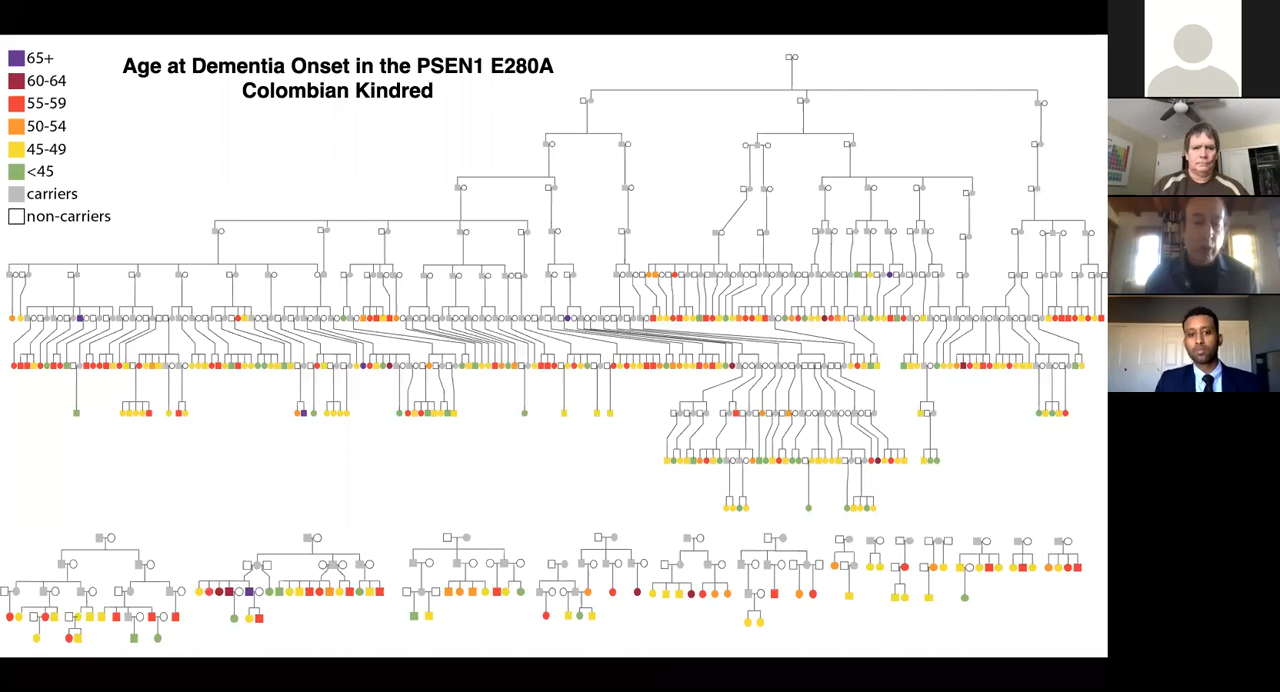 65+
60-64
55-59
50-54
45-49
<45
carriers
non-carriers
Age at Dementia Onset in the PSEN1 E280A
Colombian Kindred